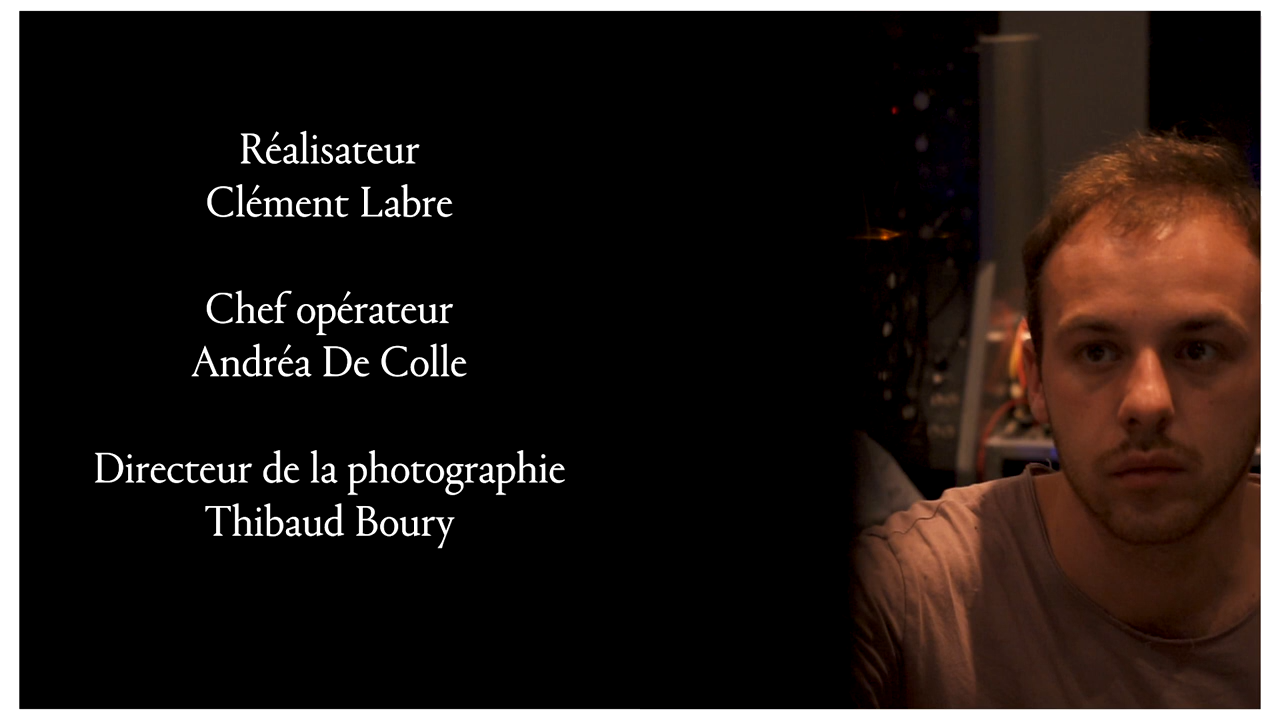 Réalisateur
Clément Labre
Chef opérateur
Andréa De Colle
Directeur de la photographie
Thibaud Boury